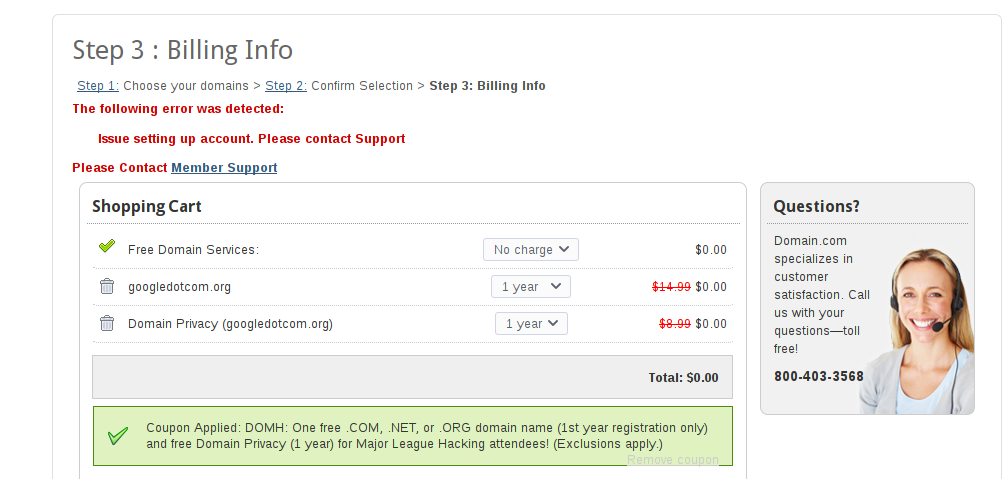 Step 3 : Billing Info
Step 1: Choose your domains > Step 2: Confirm Selection > Step 3: Billing Info
The following error was detected:
Issue setting up account. Please contact Support
Please Contact Member Support
Shopping Cart
Free Domain Services: No charge $0.00
googledotcom.org 1 year $14.99 $0.00
Domain Privacy (googledotcom.org) 1 year $8.99 $0.00
Total: $0.00
Coupon Applied: DOMH: One free .COM, .NET, or .ORG domain name (1st year registration only)
and free Domain Privacy (1 year) for Major League Hacking attendees! (Exclusions apply.)
Remove coupon
Questions?
Domain.com
specializes in
customer
satisfaction. Call
us with your
questions—toll
free!
800-403-3568